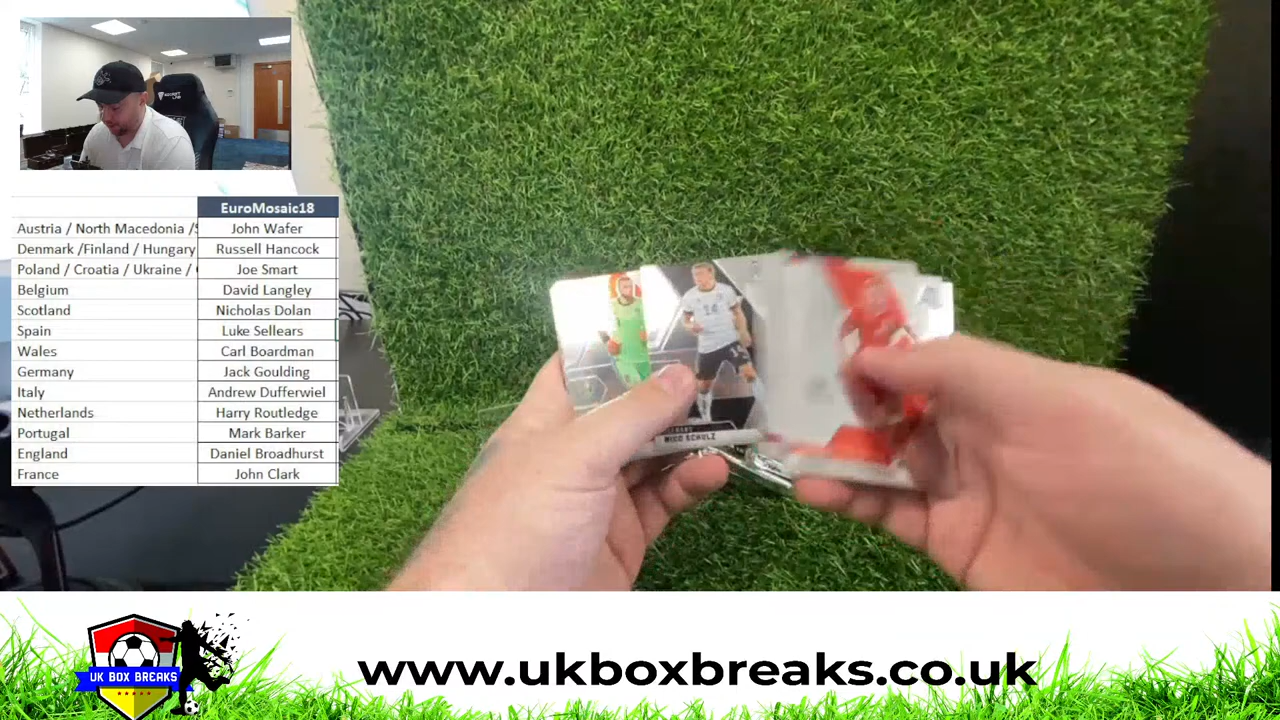 EuroMosaic18
Austria / North Macedonia / John Wafer
Denmark /Finland / Hungary Russell Hancock
Poland / Croatia / Ukraine / Joe Smart
Belgium David Langley
Scotland Nicholas Dolan
Spain Luke Sellears
Wales Carl Boardman
Germany Jack Goulding
Italy Andrew Dufferwiel
Netherlands Harry Routledge
Portugal Mark Barker
England Daniel Broadhurst
France John Clark
NICO SCHULZ
UK BOX BREAKS
www.ukboxbreaks.co.uk